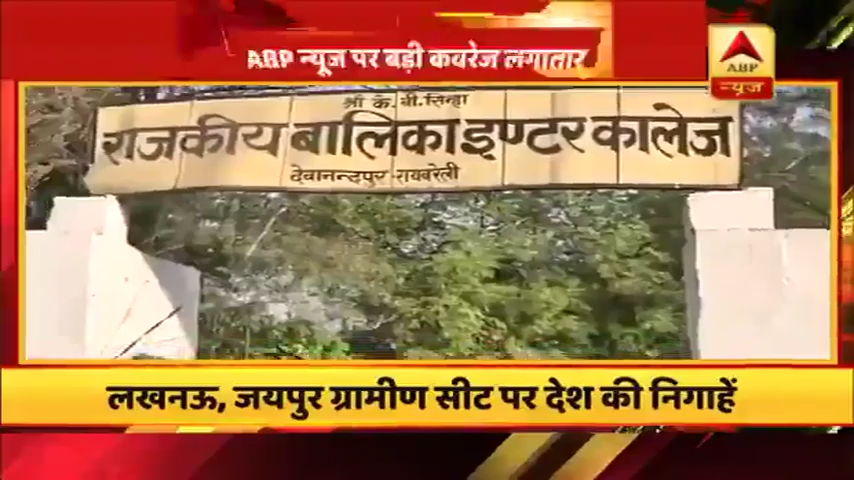 ABP न्यूज पर बड़ी कवरेज लगातार
ABP
न्यूज़
श्री के. बी. सिन्हा
राजकीय बालिका इण्टर कालेज
देवानन्दपुर-रायबरेली
लखनऊ, जयपुर ग्रामीण सीट पर देश की निगाहें